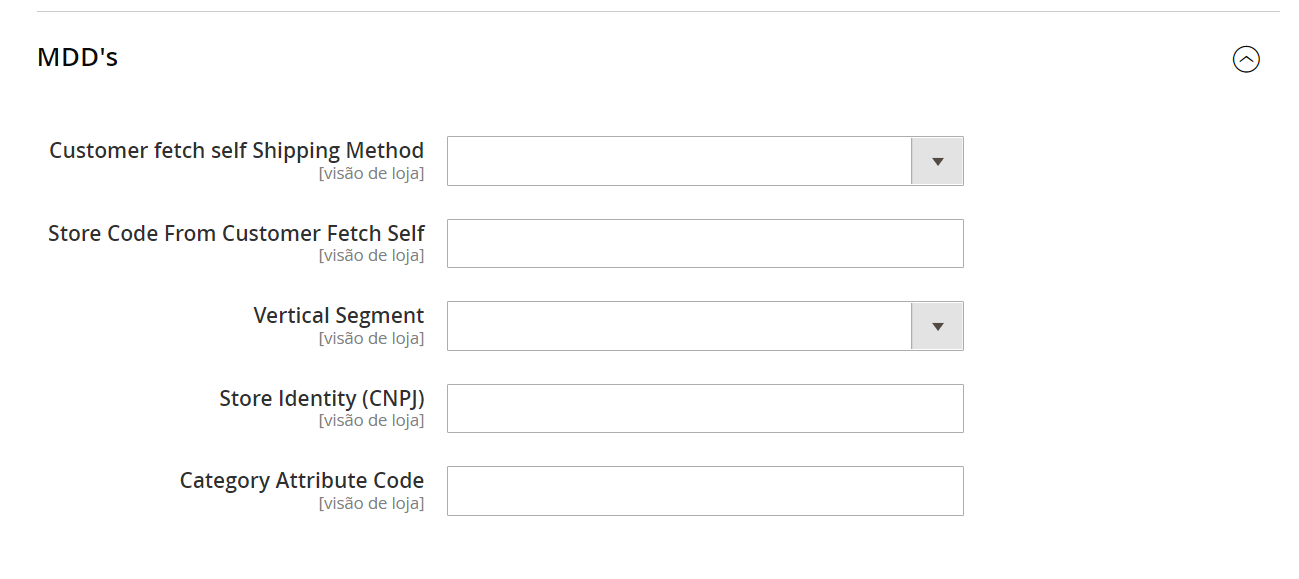 MDD's
Customer fetch self Shipping Method
[visão de loja]
Store Code From Customer Fetch Self
[visão de loja]
Vertical Segment
[visão de loja]
Store Identity (CNPJ)
[visão de loja]
Category Attribute Code
[visão de loja]